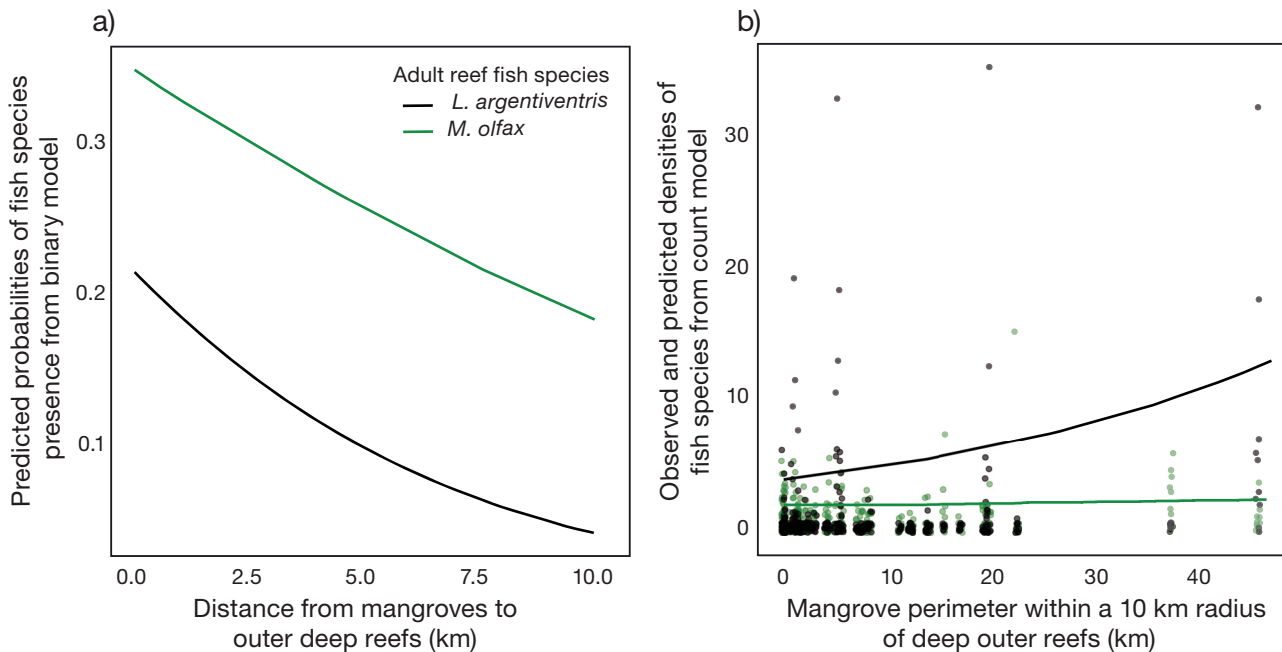 a)
Predicted probabilities of fish species
presence from binary model
0.3
0.2
0.1
Adult reef fish species
L. argentiventris
M. olfax
0.0
2.5
5.0
7.5
10.0
Distance from mangroves to
outer deep reefs (km)
b)
Observed and predicted densities of
fish species from count model
30
20
10
0
0
10
20
30
40
Mangrove perimeter within a 10 km radius
of deep outer reefs (km)